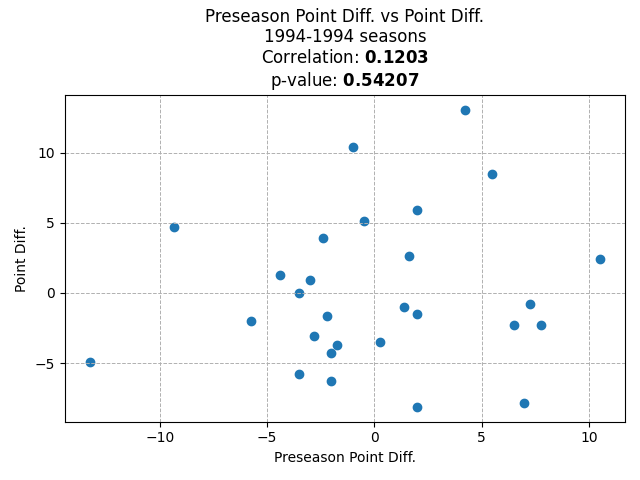 Preseason Point Diff. vs Point Diff.
1994-1994 seasons
Correlation: 0.1203
p-value: 0.54207
10
5
0
−5
Point Diff.
−10
−5
0
5
10
Preseason Point Diff.